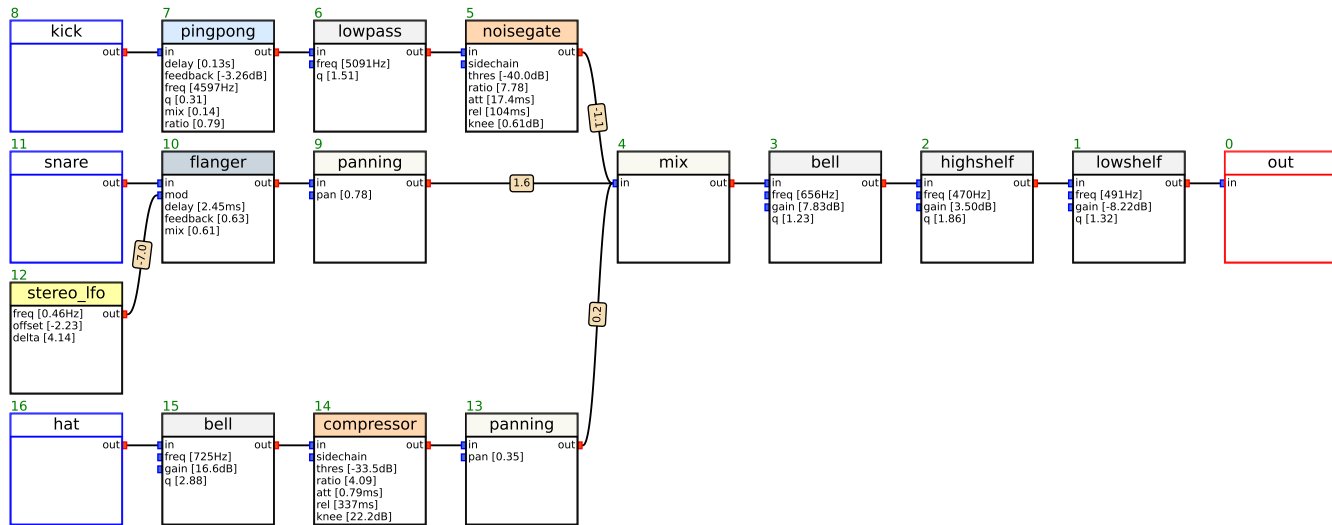 8
kick
out
7
pingpong
in out
delay [0.13s]
feedback [-3.26dB]
freq [4597Hz]
q [0.31]
mix [0.14]
ratio [0.79]
6
lowpass
in out
freq [5091Hz]
q [1.51]
5
noisegate
in out
sidechain
thres [-40.0dB]
ratio [7.78]
att [17.4ms]
rel [104ms]
knee [0.61dB]
-1.1
11
snare
out
10
flanger
in out
mod
delay [2.45ms]
feedback [0.63]
mix [0.61]
9
panning
in out
pan [0.78]
1.6
4
mix
in out
3
bell
in out
freq [656Hz]
gain [7.83dB]
q [1.23]
2
highshelf
in out
freq [470Hz]
gain [3.50dB]
q [1.86]
1
lowshelf
in out
freq [491Hz]
gain [-8.22dB]
q [1.32]
0
out
in
12
stereo_lfo
freq [0.46Hz] out
offset [-2.23]
delta [4.14]
-7.0
0.2
16
hat
out
15
bell
in out
freq [725Hz]
gain [16.6dB]
q [2.88]
14
compressor
in out
sidechain
thres [-33.5dB]
ratio [4.09]
att [0.79ms]
rel [337ms]
knee [22.2dB]
13
panning
in out
pan [0.35]